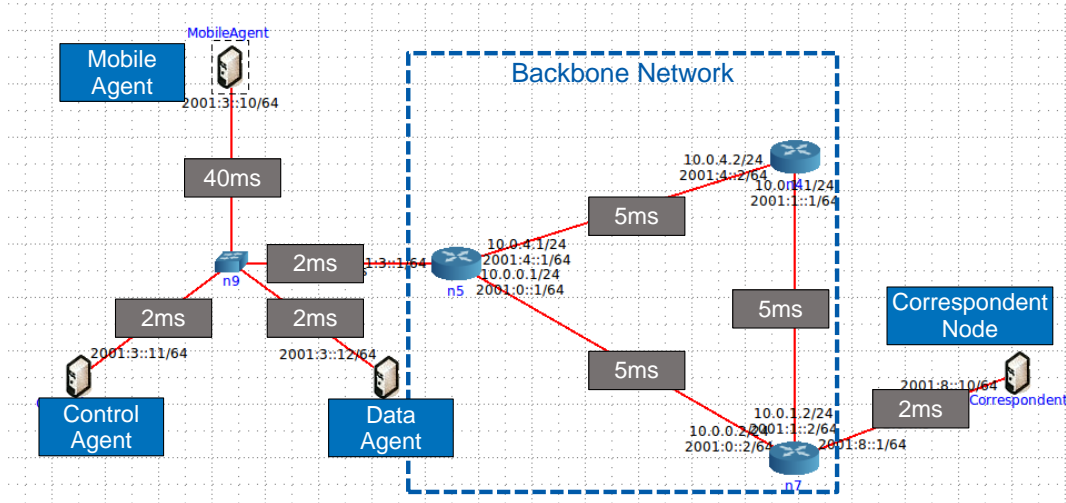 MobileAgent
Mobile
Agent
2001:3::10/64
Backbone Network
40ms
10.0.4.2/24
2001:4::2/64
n4
2001:1::1/64
5ms
2ms
10.0.4.1/24
2001:4::1/64
10.0.0.1/24
2001:0::1/64
n5
n9
2ms
2ms
5ms
Correspondent
Node
5ms
2001:3::11/64
2001:3::12/64
2001:8::10/64
Correspondent
2ms
Control
Agent
Data
Agent
10.0.1.2/24
2001:1::2/64
10.0.0.2/24
2001:0::2/64
2001:8::1/64
n7